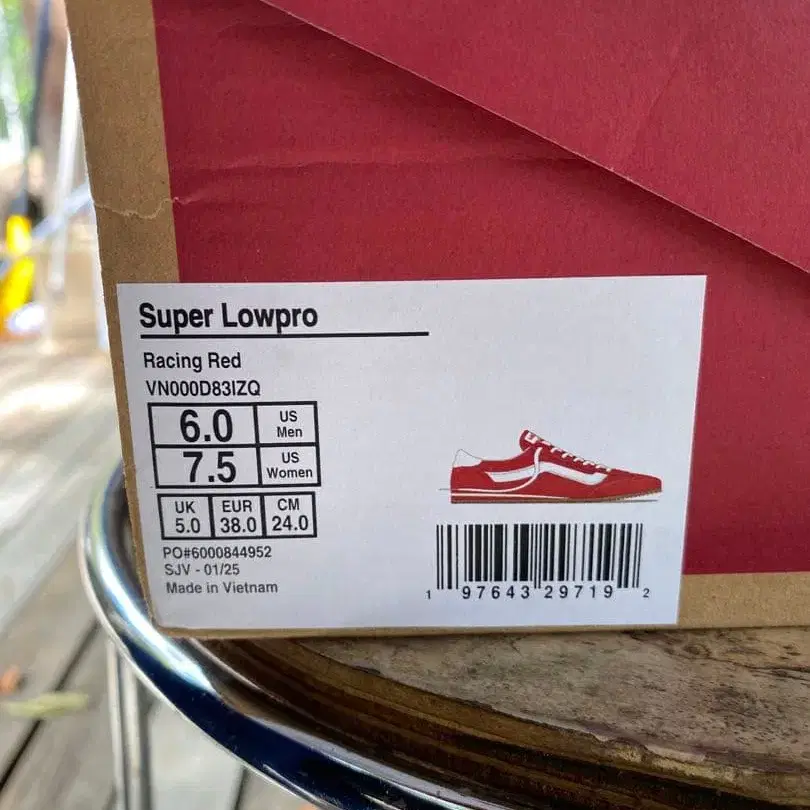 Super Lowpro
Racing Red
VN000D83IZQ
6.0 US Men
7.5 US Women
UK 5.0 EUR 38.0 CM 24.0
PO#6000844952
SJV - 01/25
Made in Vietnam
1 97643 29719 2